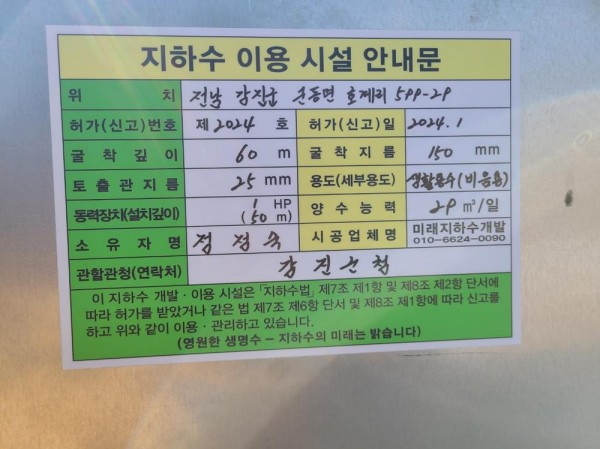 지하수 이용 시설 안내문
위 치 전남 강진군 군동면 호계리 599-29
허가(신고)번호 제 2024 호 허가(신고)일 2024. 1
굴착깊이 60 m 굴착지름 150 mm
토출관지름 25 mm 용도(세부용도) 생활용수(비음용)
동력장치(설치깊이) 1 HP (50 m) 양수능력 29 m³/일
소유자명 정 정 숙 시공업체명 미래지하수개발 010-6624-0090
관할관청(연락처) 강진군청
이 지하수 개발·이용 시설은「지하수법」제7조 제1항 및 제8조 제2항 단서에
따라 허가를 받았거나 같은 법 제7조 제6항 단서 및 제8조 제1항에 따라 신고를
하고 위와 같이 이용·관리하고 있습니다.
(영원한 생명수 – 지하수의 미래는 밝습니다)